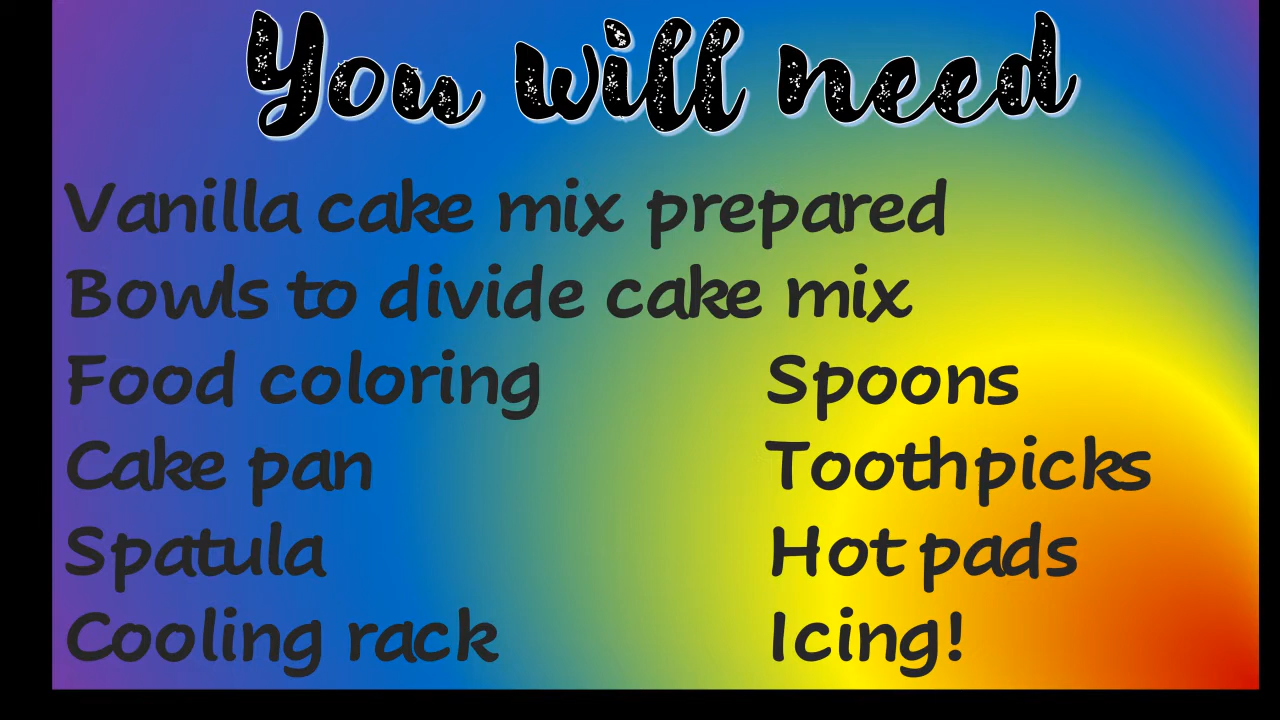 You will need
Vanilla cake mix prepared
Bowls to divide cake mix
Food coloring
Cake pan
Spatula
Cooling rack
Spoons
Toothpicks
Hot pads
Icing!